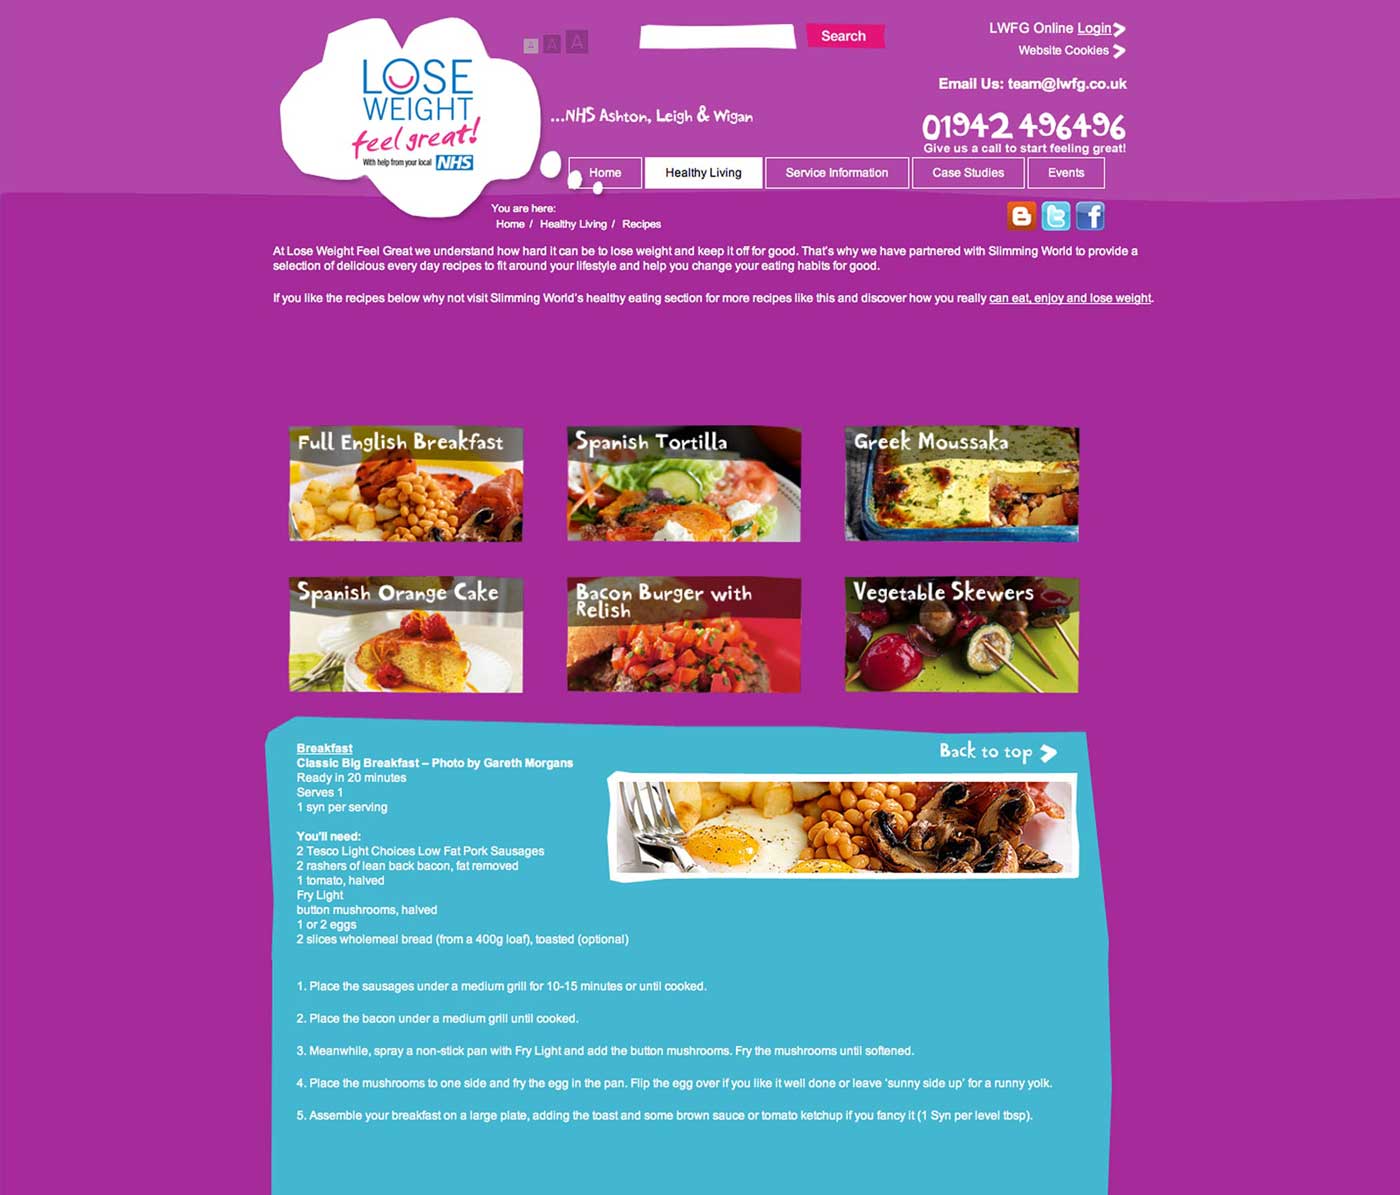 LOSE
WEIGHT
feel great!
With help from your local NHS
A A A
Search
LWFG Online Login
Website Cookies
Email Us: team@lwfg.co.uk
...NHS Ashton, Leigh & Wigan
01942 496496
Give us a call to start feeling great!
Home Healthy Living Service Information Case Studies Events
You are here:
Home / Healthy Living / Recipes
At Lose Weight Feel Great we understand how hard it can be to lose weight and keep it off for good. That's why we have partnered with Slimming World to provide a
selection of delicious every day recipes to fit around your lifestyle and help you change your eating habits for good.
If you like the recipes below why not visit Slimming World's healthy eating section for more recipes like this and discover how you really can eat, enjoy and lose weight.
Full English Breakfast
Spanish Tortilla
Greek Moussaka
Spanish Orange Cake
Bacon Burger with
Relish
Vegetable Skewers
Back to top
Breakfast
Classic Big Breakfast – Photo by Gareth Morgans
Ready in 20 minutes
Serves 1
1 syn per serving
You'll need:
2 Tesco Light Choices Low Fat Pork Sausages
2 rashers of lean back bacon, fat removed
1 tomato, halved
Fry Light
button mushrooms, halved
1 or 2 eggs
2 slices wholemeal bread (from a 400g loaf), toasted (optional)
1. Place the sausages under a medium grill for 10-15 minutes or until cooked.
2. Place the bacon under a medium grill until cooked.
3. Meanwhile, spray a non-stick pan with Fry Light and add the button mushrooms. Fry the mushrooms until softened.
4. Place the mushrooms to one side and fry the egg in the pan. Flip the egg over if you like it well done or leave 'sunny side up' for a runny yolk.
5. Assemble your breakfast on a large plate, adding the toast and some brown sauce or tomato ketchup if you fancy it (1 Syn per level tbsp).